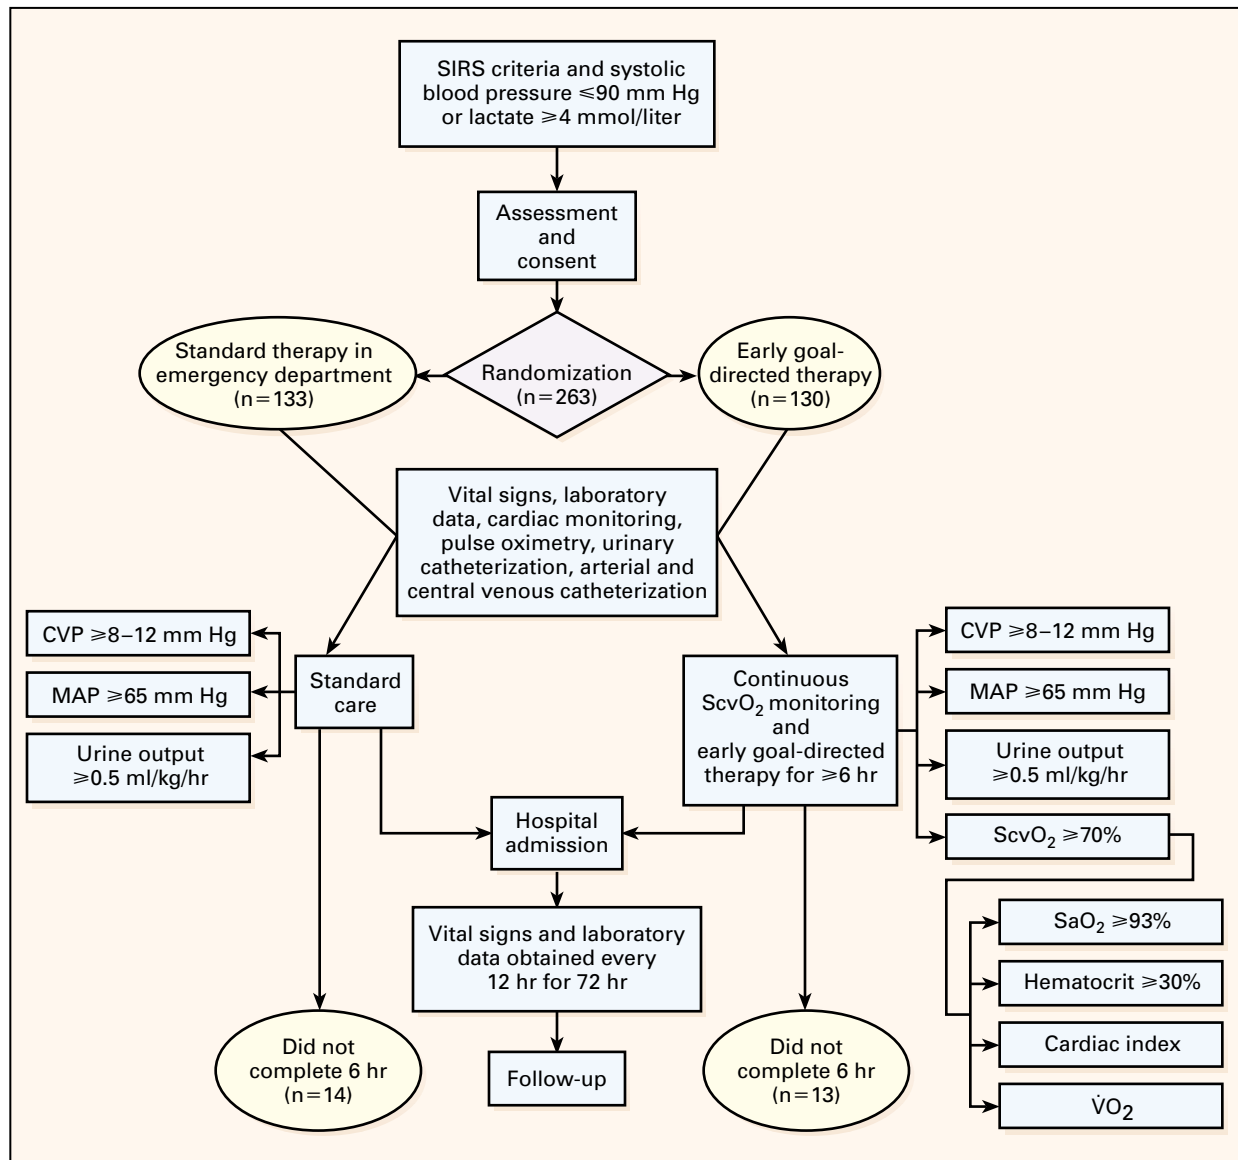 SIRS criteria and systolic
blood pressure ≤90 mm Hg
or lactate ≥4 mmol/liter
Assessment
and
consent
Standard therapy in
emergency department
(n=133)
Randomization
(n=263)
Early goal-
directed therapy
(n=130)
Vital signs, laboratory
data, cardiac monitoring,
pulse oximetry, urinary
catheterization, arterial and
central venous catheterization
CVP ≥8–12 mm Hg
MAP ≥65 mm Hg
Urine output
≥0.5 ml/kg/hr
Standard
care
Continuous
ScvO₂ monitoring
and
early goal-directed
therapy for ≥6 hr
CVP ≥8–12 mm Hg
MAP ≥65 mm Hg
Urine output
≥0.5 ml/kg/hr
ScvO₂ ≥70%
Hospital
admission
Vital signs and laboratory
data obtained every
12 hr for 72 hr
SaO₂ ≥93%
Hematocrit ≥30%
Cardiac index
V̇O₂
Did not
complete 6 hr
(n=14)
Follow-up
Did not
complete 6 hr
(n=13)